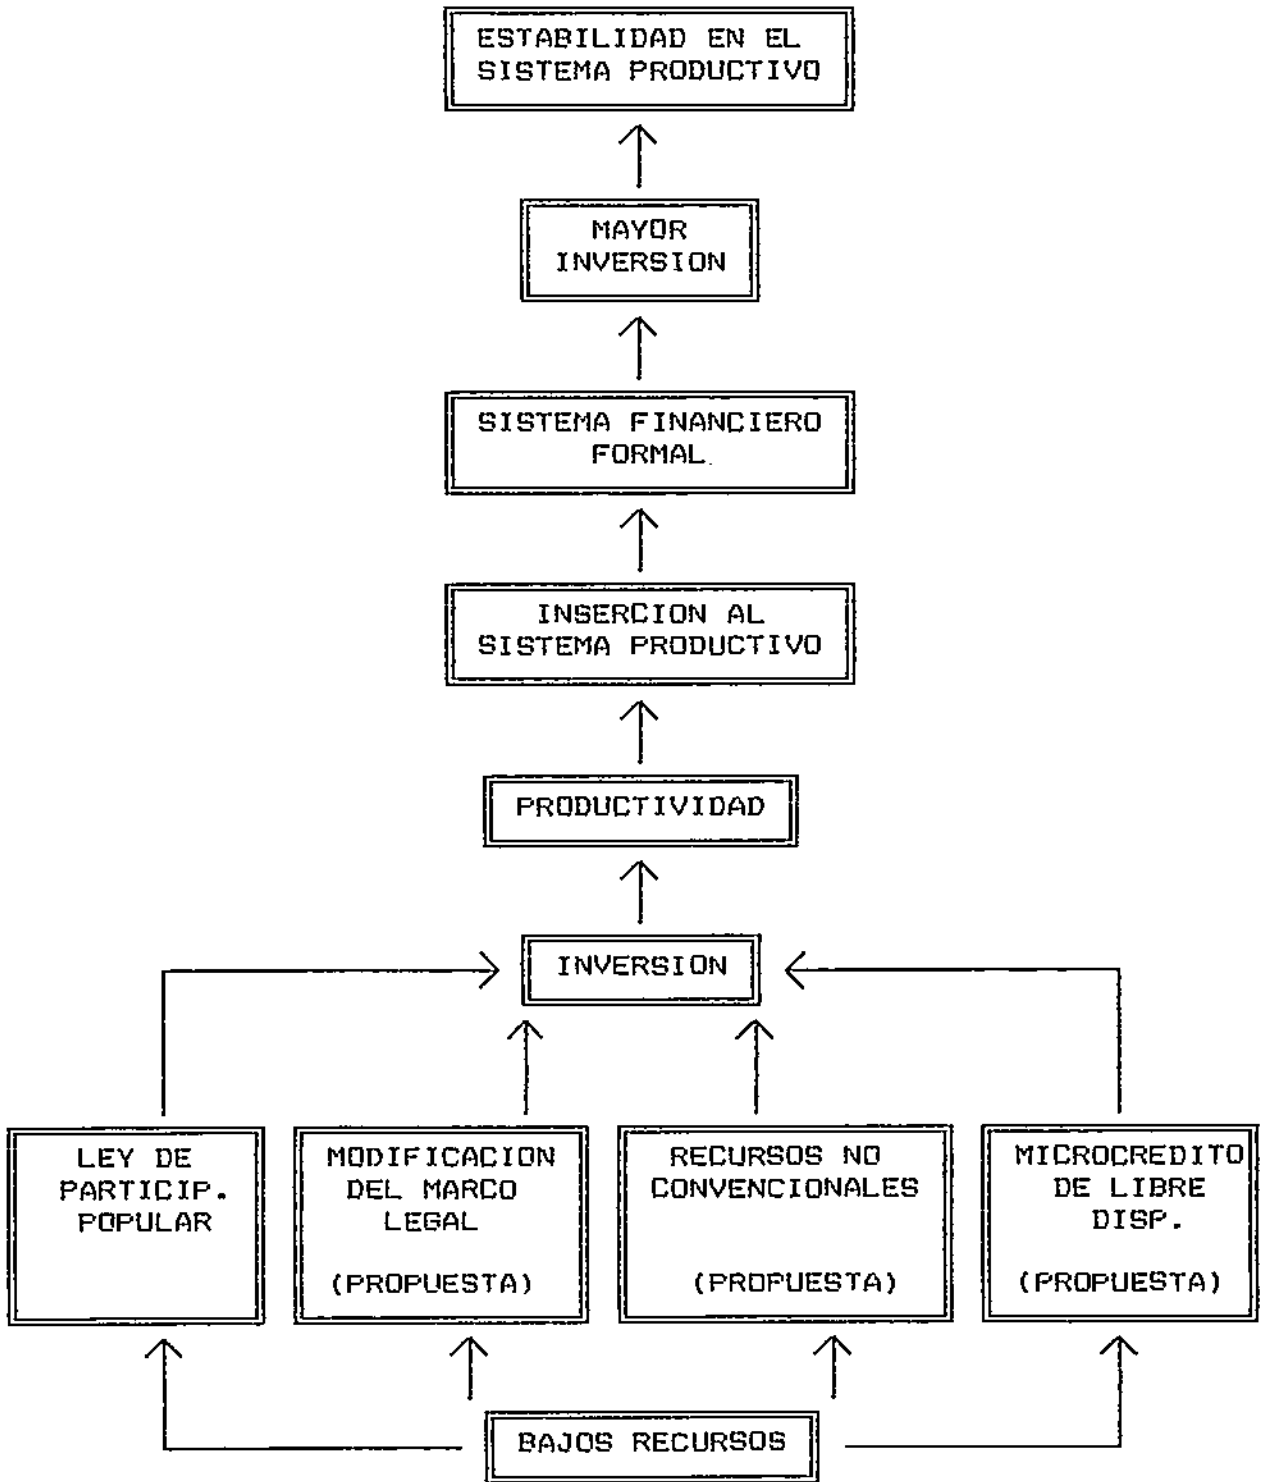 ESTABILIDAD EN EL
SISTEMA PRODUCTIVO
MAYOR
INVERSION
SISTEMA FINANCIERO
FORMAL
INSERCION AL
SISTEMA PRODUCTIVO
PRODUCTIVIDAD
INVERSION
LEY DE
PARTICIP.
POPULAR
MODIFICACION
DEL MARCO
LEGAL
(PROPUESTA)
RECURSOS NO
CONVENCIONALES
(PROPUESTA)
MICROCREDITO
DE LIBRE
DISP.
(PROPUESTA)
BAJOS RECURSOS